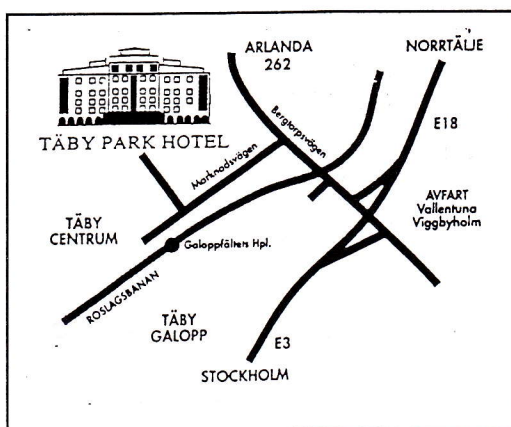 ARLANDA
262
NORRTÄLJE
TÄBY PARK HOTEL
Marknadsvägen
Bergtorpsvägen
E18
AVFART
Vallentuna
Viggbyholm
TÄBY
CENTRUM
Galoppfältets Hpl.
ROSLAGSBANAN
TÄBY
GALOPP
E3
STOCKHOLM